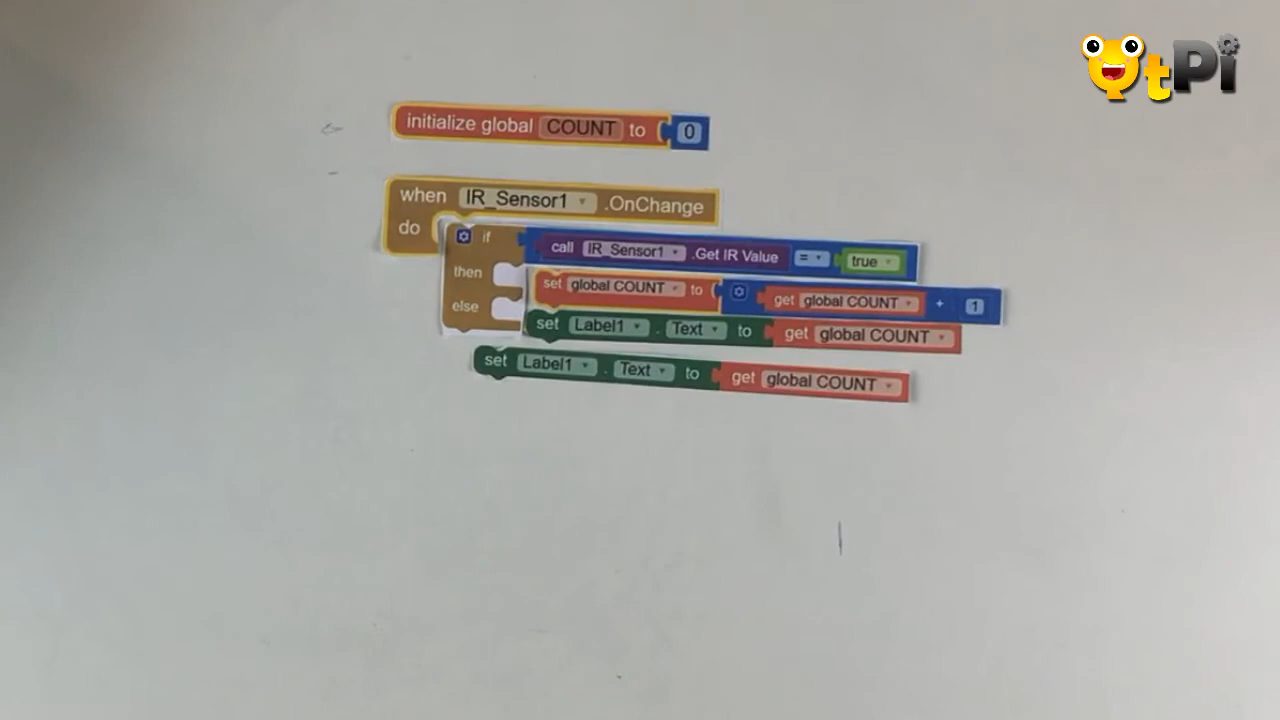 QtPi
initialize global COUNT to 0
when IR_Sensor1 .OnChange
do
if call IR_Sensor1 .Get IR Value = true
then set global COUNT to get global COUNT + 1
else set Label1 . Text to get global COUNT
set Label1 . Text to get global COUNT